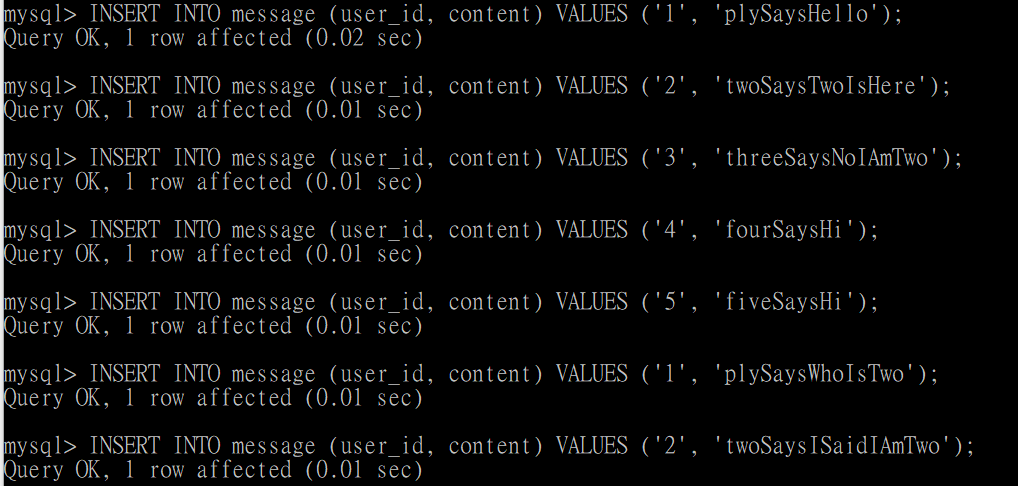 mysql> INSERT INTO message (user_id, content) VALUES ('1', 'plySaysHello');
Query OK, 1 row affected (0.02 sec)
mysql> INSERT INTO message (user_id, content) VALUES ('2', 'twoSaysTwoIsHere');
Query OK, 1 row affected (0.01 sec)
mysql> INSERT INTO message (user_id, content) VALUES ('3', 'threeSaysNoIAmTwo');
Query OK, 1 row affected (0.01 sec)
mysql> INSERT INTO message (user_id, content) VALUES ('4', 'fourSaysHi');
Query OK, 1 row affected (0.01 sec)
mysql> INSERT INTO message (user_id, content) VALUES ('5', 'fiveSaysHi');
Query OK, 1 row affected (0.01 sec)
mysql> INSERT INTO message (user_id, content) VALUES ('1', 'plySaysWhoIsTwo');
Query OK, 1 row affected (0.01 sec)
mysql> INSERT INTO message (user_id, content) VALUES ('2', 'twoSaysISaidIAmTwo');
Query OK, 1 row affected (0.01 sec)